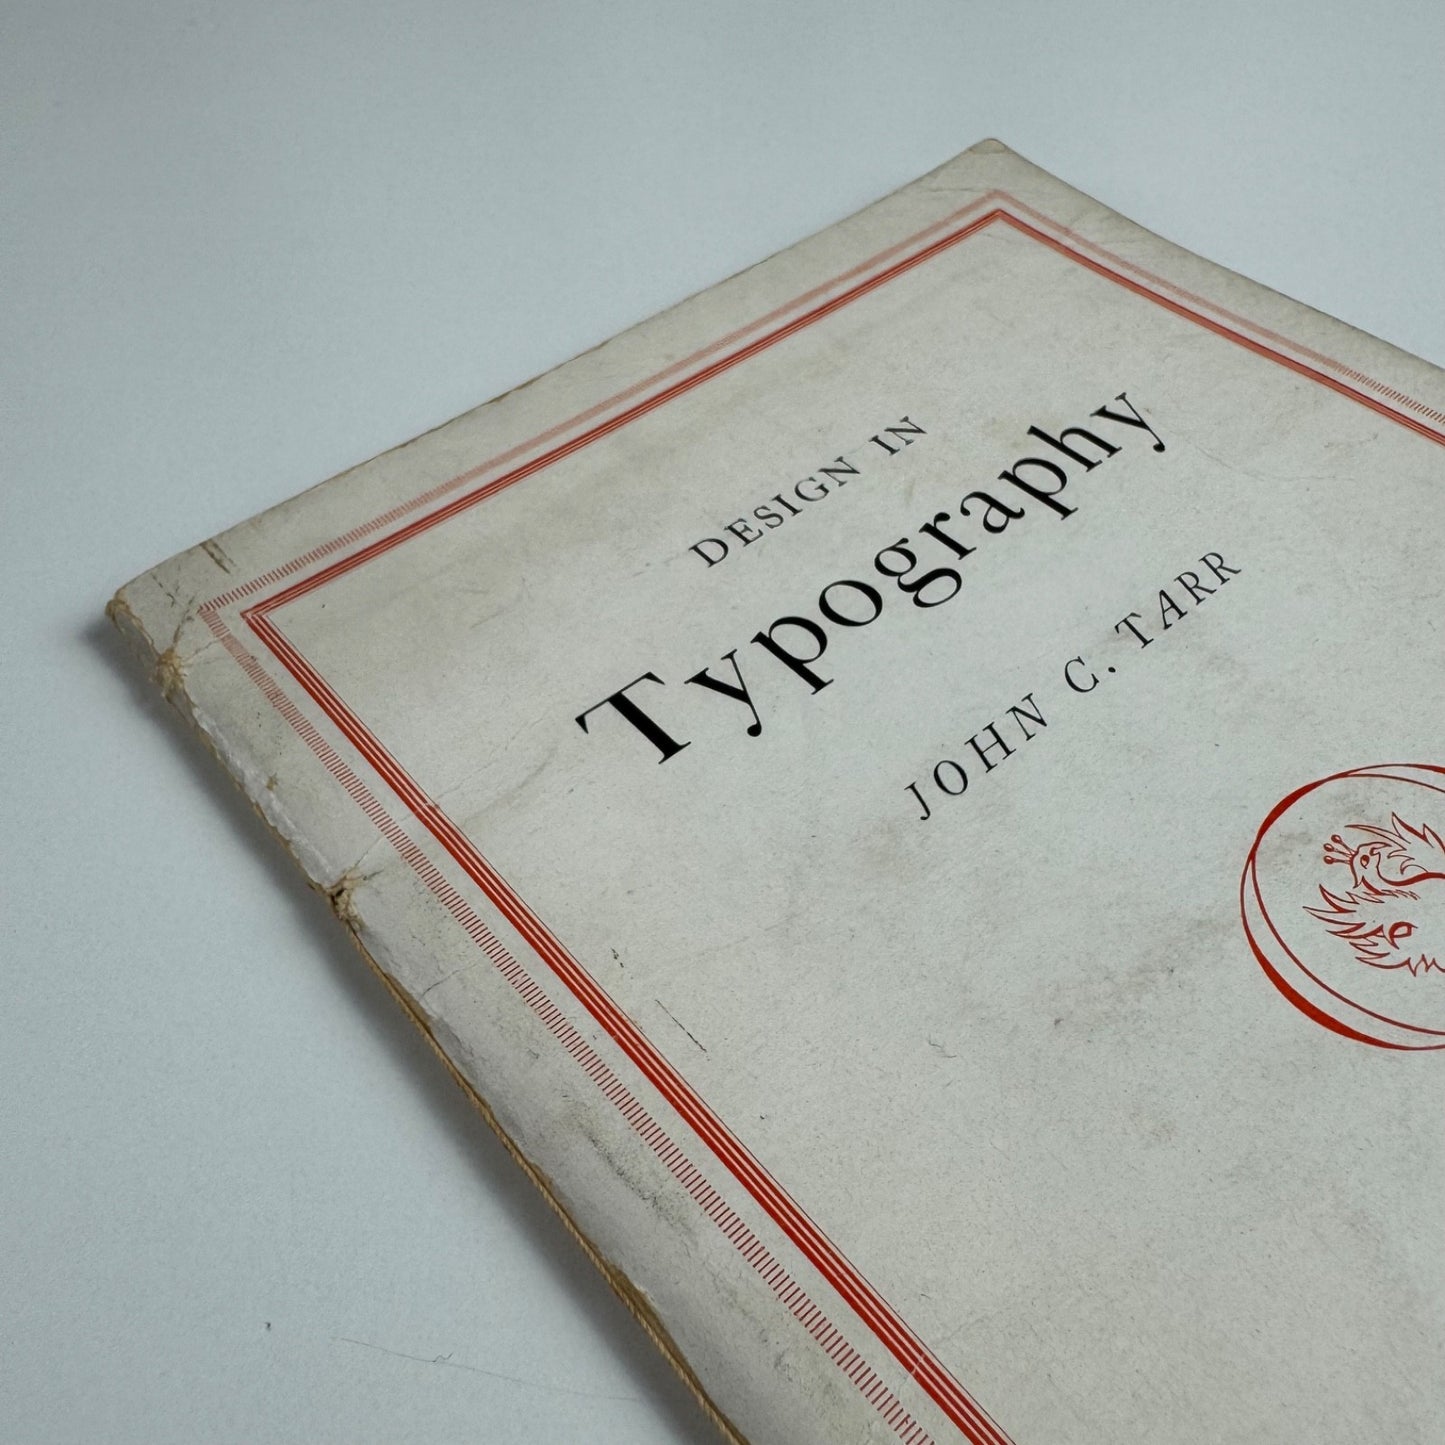 DESIGN IN
Typography
JOHN C. TARR